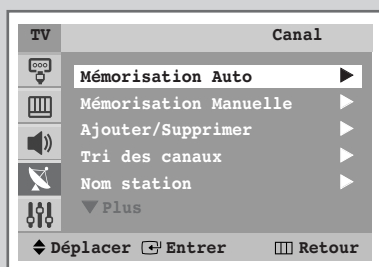 TV Canal
Mémorisation Auto
Mémorisation Manuelle
Ajouter/Supprimer
Tri des canaux
Nom station
Plus
Déplacer Entrer Retour